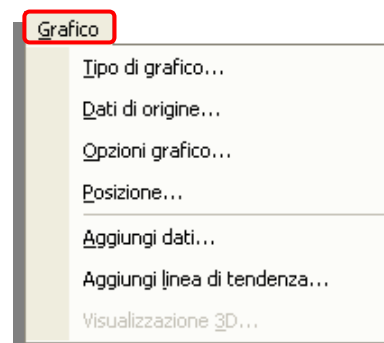 Grafico
Tipo di grafico...
Dati di origine...
Opzioni grafico...
Posizione...
Aggiungi dati...
Aggiungi linea di tendenza...
Visualizzazione 3D...